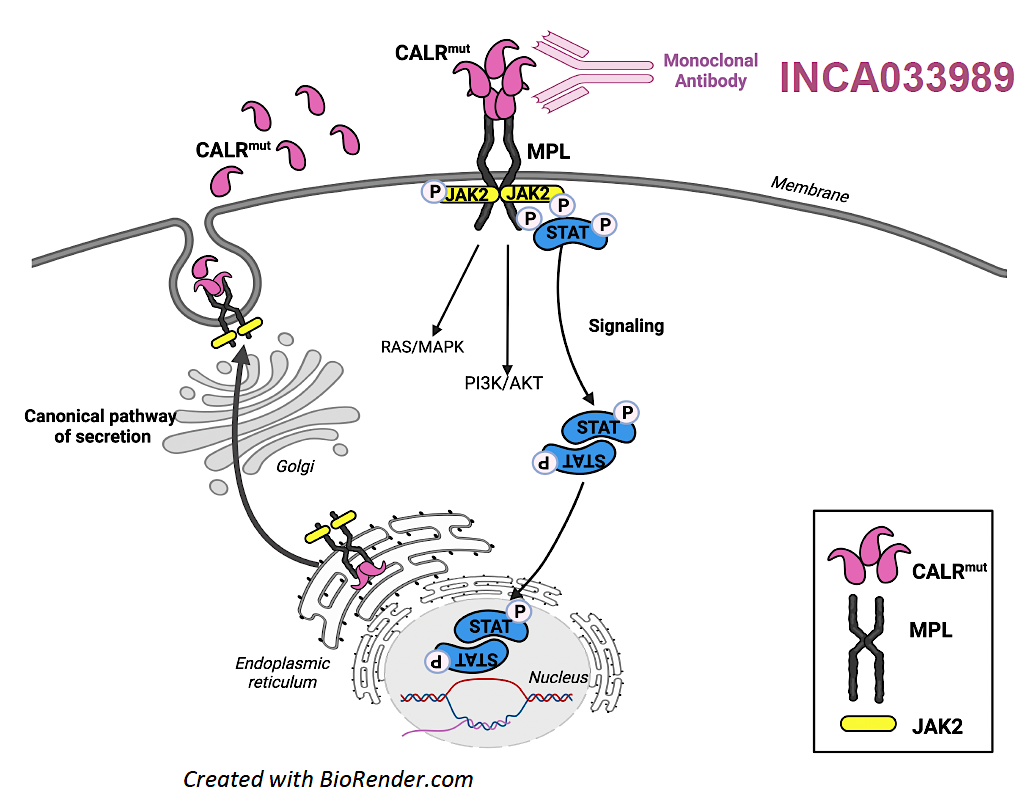 CALRmut
Monoclonal
Antibody
INCA033989
CALRmut
MPL
P
JAK2
JAK2
P
P
P
STAT
Membrane
Signaling
RAS/MAPK
PI3K/AKT
Canonical pathway
of secretion
Golgi
P
STAT
P
STAT
P
STAT
P
STAT
Endoplasmic
reticulum
Nucleus
CALRmut
MPL
JAK2
Created with BioRender.com